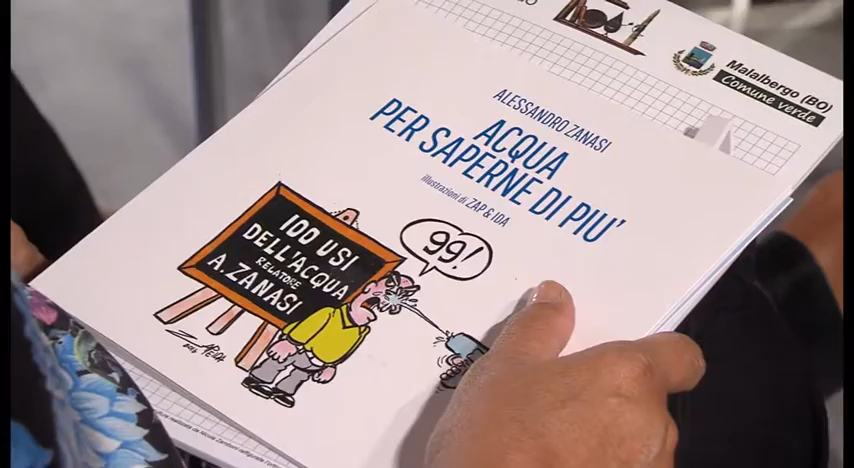 Malalbergo (BO)
Comune verde
ALESSANDRO ZANASI
ACQUA
PER SAPERNE DI PIU'
illustrazioni di ZAP & IDA
100 USI
DELL'ACQUA
RELATORE
A. ZANASI
99!